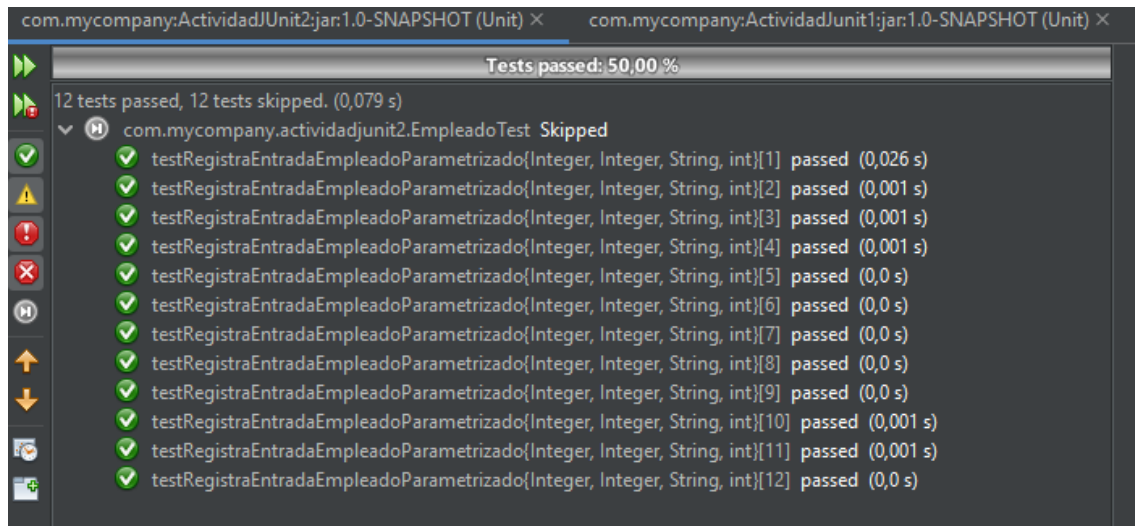 com.mycompany:ActividadJUnit2:jar:1.0-SNAPSHOT (Unit) × com.mycompany:ActividadJunit1:jar:1.0-SNAPSHOT (Unit) ×
Tests passed: 50,00 %
12 tests passed, 12 tests skipped. (0,079 s)
com.mycompany.actividadjunit2.EmpleadoTest Skipped
testRegistraEntradaEmpleadoParametrizado{Integer, Integer, String, int}[1] passed (0,026 s)
testRegistraEntradaEmpleadoParametrizado{Integer, Integer, String, int}[2] passed (0,001 s)
testRegistraEntradaEmpleadoParametrizado{Integer, Integer, String, int}[3] passed (0,001 s)
testRegistraEntradaEmpleadoParametrizado{Integer, Integer, String, int}[4] passed (0,001 s)
testRegistraEntradaEmpleadoParametrizado{Integer, Integer, String, int}[5] passed (0,0 s)
testRegistraEntradaEmpleadoParametrizado{Integer, Integer, String, int}[6] passed (0,0 s)
testRegistraEntradaEmpleadoParametrizado{Integer, Integer, String, int}[7] passed (0,0 s)
testRegistraEntradaEmpleadoParametrizado{Integer, Integer, String, int}[8] passed (0,0 s)
testRegistraEntradaEmpleadoParametrizado{Integer, Integer, String, int}[9] passed (0,0 s)
testRegistraEntradaEmpleadoParametrizado{Integer, Integer, String, int}[10] passed (0,001 s)
testRegistraEntradaEmpleadoParametrizado{Integer, Integer, String, int}[11] passed (0,001 s)
testRegistraEntradaEmpleadoParametrizado{Integer, Integer, String, int}[12] passed (0,0 s)